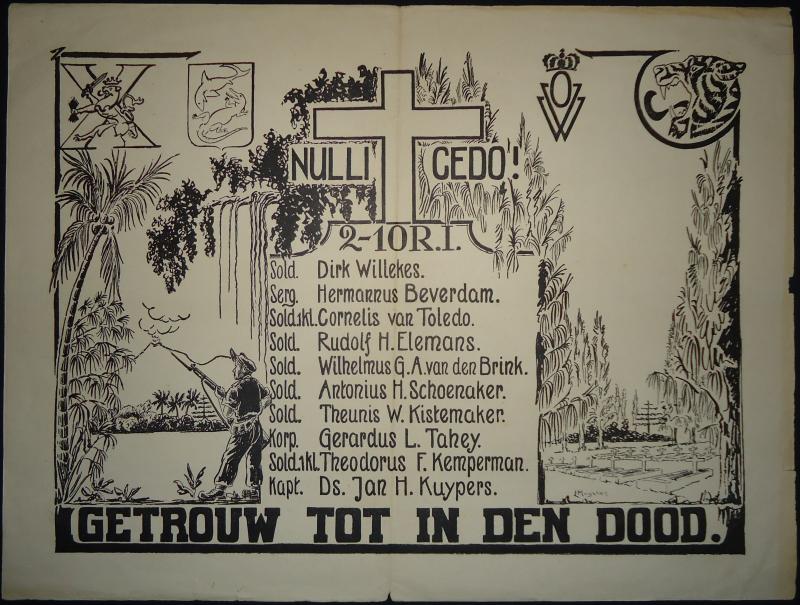 X
OW
NULLI CEDO!
2-10R.I.
Sold. Dirk Willekes.
Serg. Hermannus Beverdam.
Sold.1kl. Cornelis van Toledo.
Sold. Rudolf H. Elemans.
Sold. Wilhelmus G.A. van den Brink.
Sold. Antonius H. Schoenaker.
Sold. Theunis W. Kistemaker.
Korp. Gerardus L. Tahey.
Sold.1kl. Theodorus F. Kemperman.
Kapt. Ds. Jan H. Kuypers.
GETROUW TOT IN DEN DOOD.